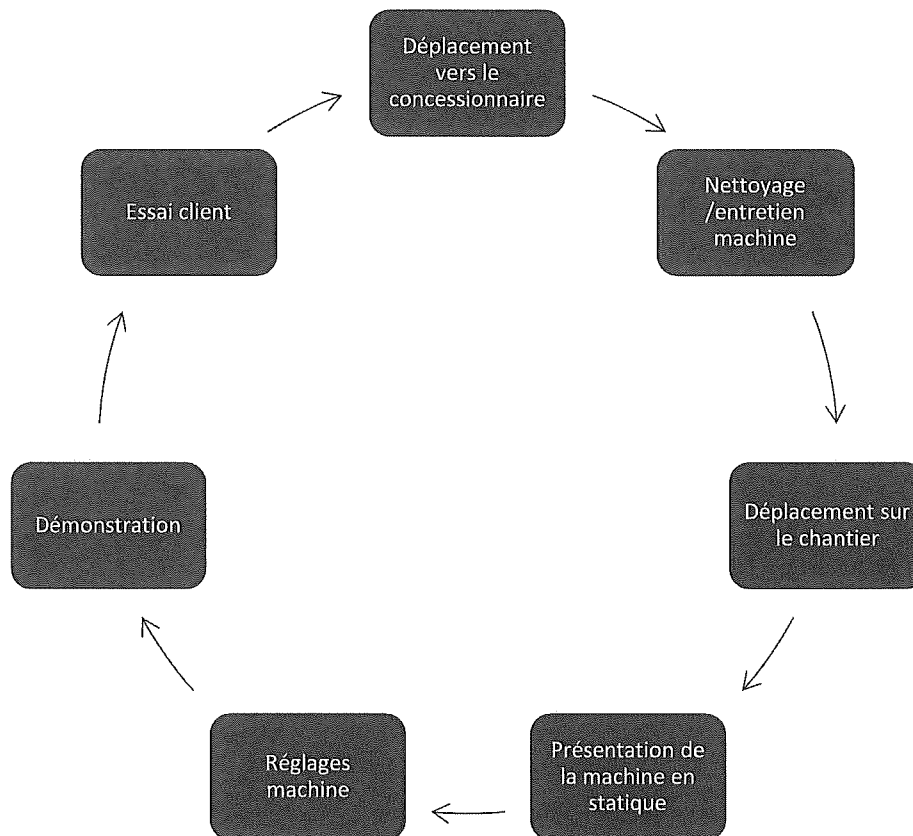 Déplacement
vers le
concessionnaire
Nettoyage
/entretien
machine
Déplacement sur
le chantier
Présentation de
la machine en
statique
Réglages
machine
Démonstration
Essai client